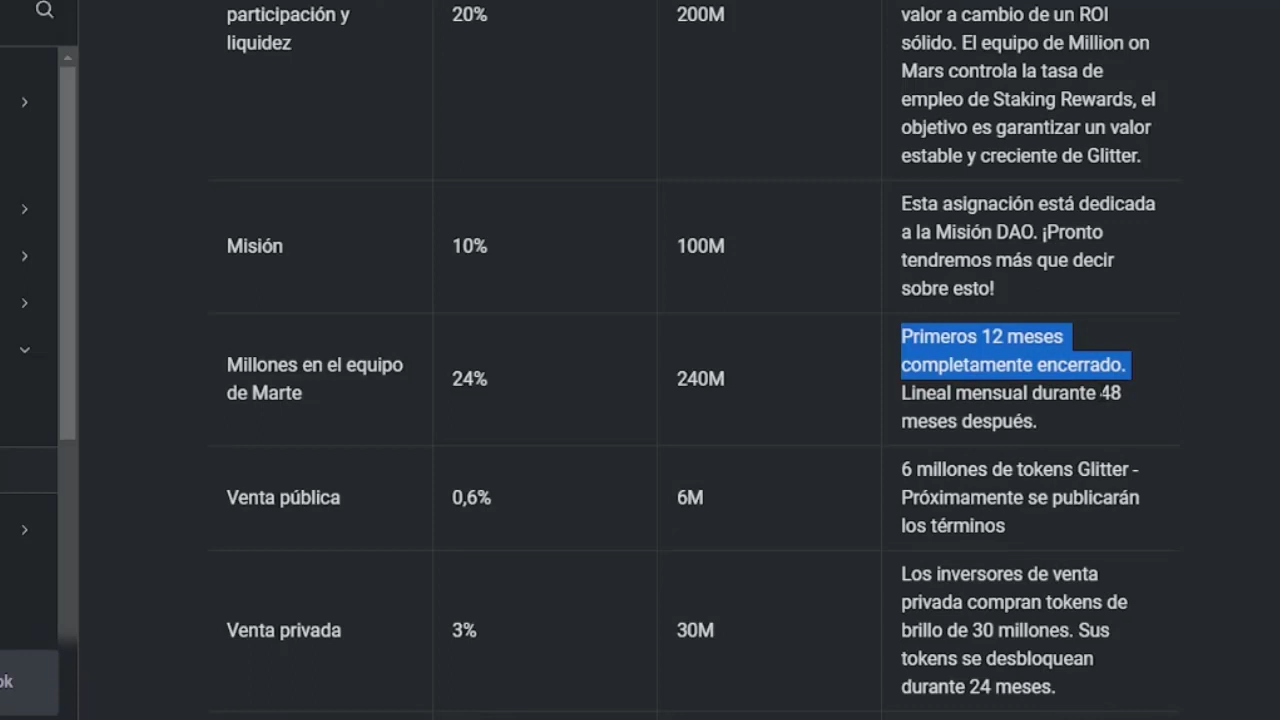 participación y
liquidez
20%
200M
valor a cambio de un ROI
sólido. El equipo de Million on
Mars controla la tasa de
empleo de Staking Rewards, el
objetivo es garantizar un valor
estable y creciente de Glitter.
Misión
10%
100M
Esta asignación está dedicada
a la Misión DAO. ¡Pronto
tendremos más que decir
sobre esto!
Millones en el equipo
de Marte
24%
240M
Primeros 12 meses
completamente encerrado.
Lineal mensual durante 48
meses después.
Venta pública
0,6%
6M
6 millones de tokens Glitter -
Próximamente se publicarán
los términos
Venta privada
3%
30M
Los inversores de venta
privada compran tokens de
brillo de 30 millones. Sus
tokens se desbloquean
durante 24 meses.
ok